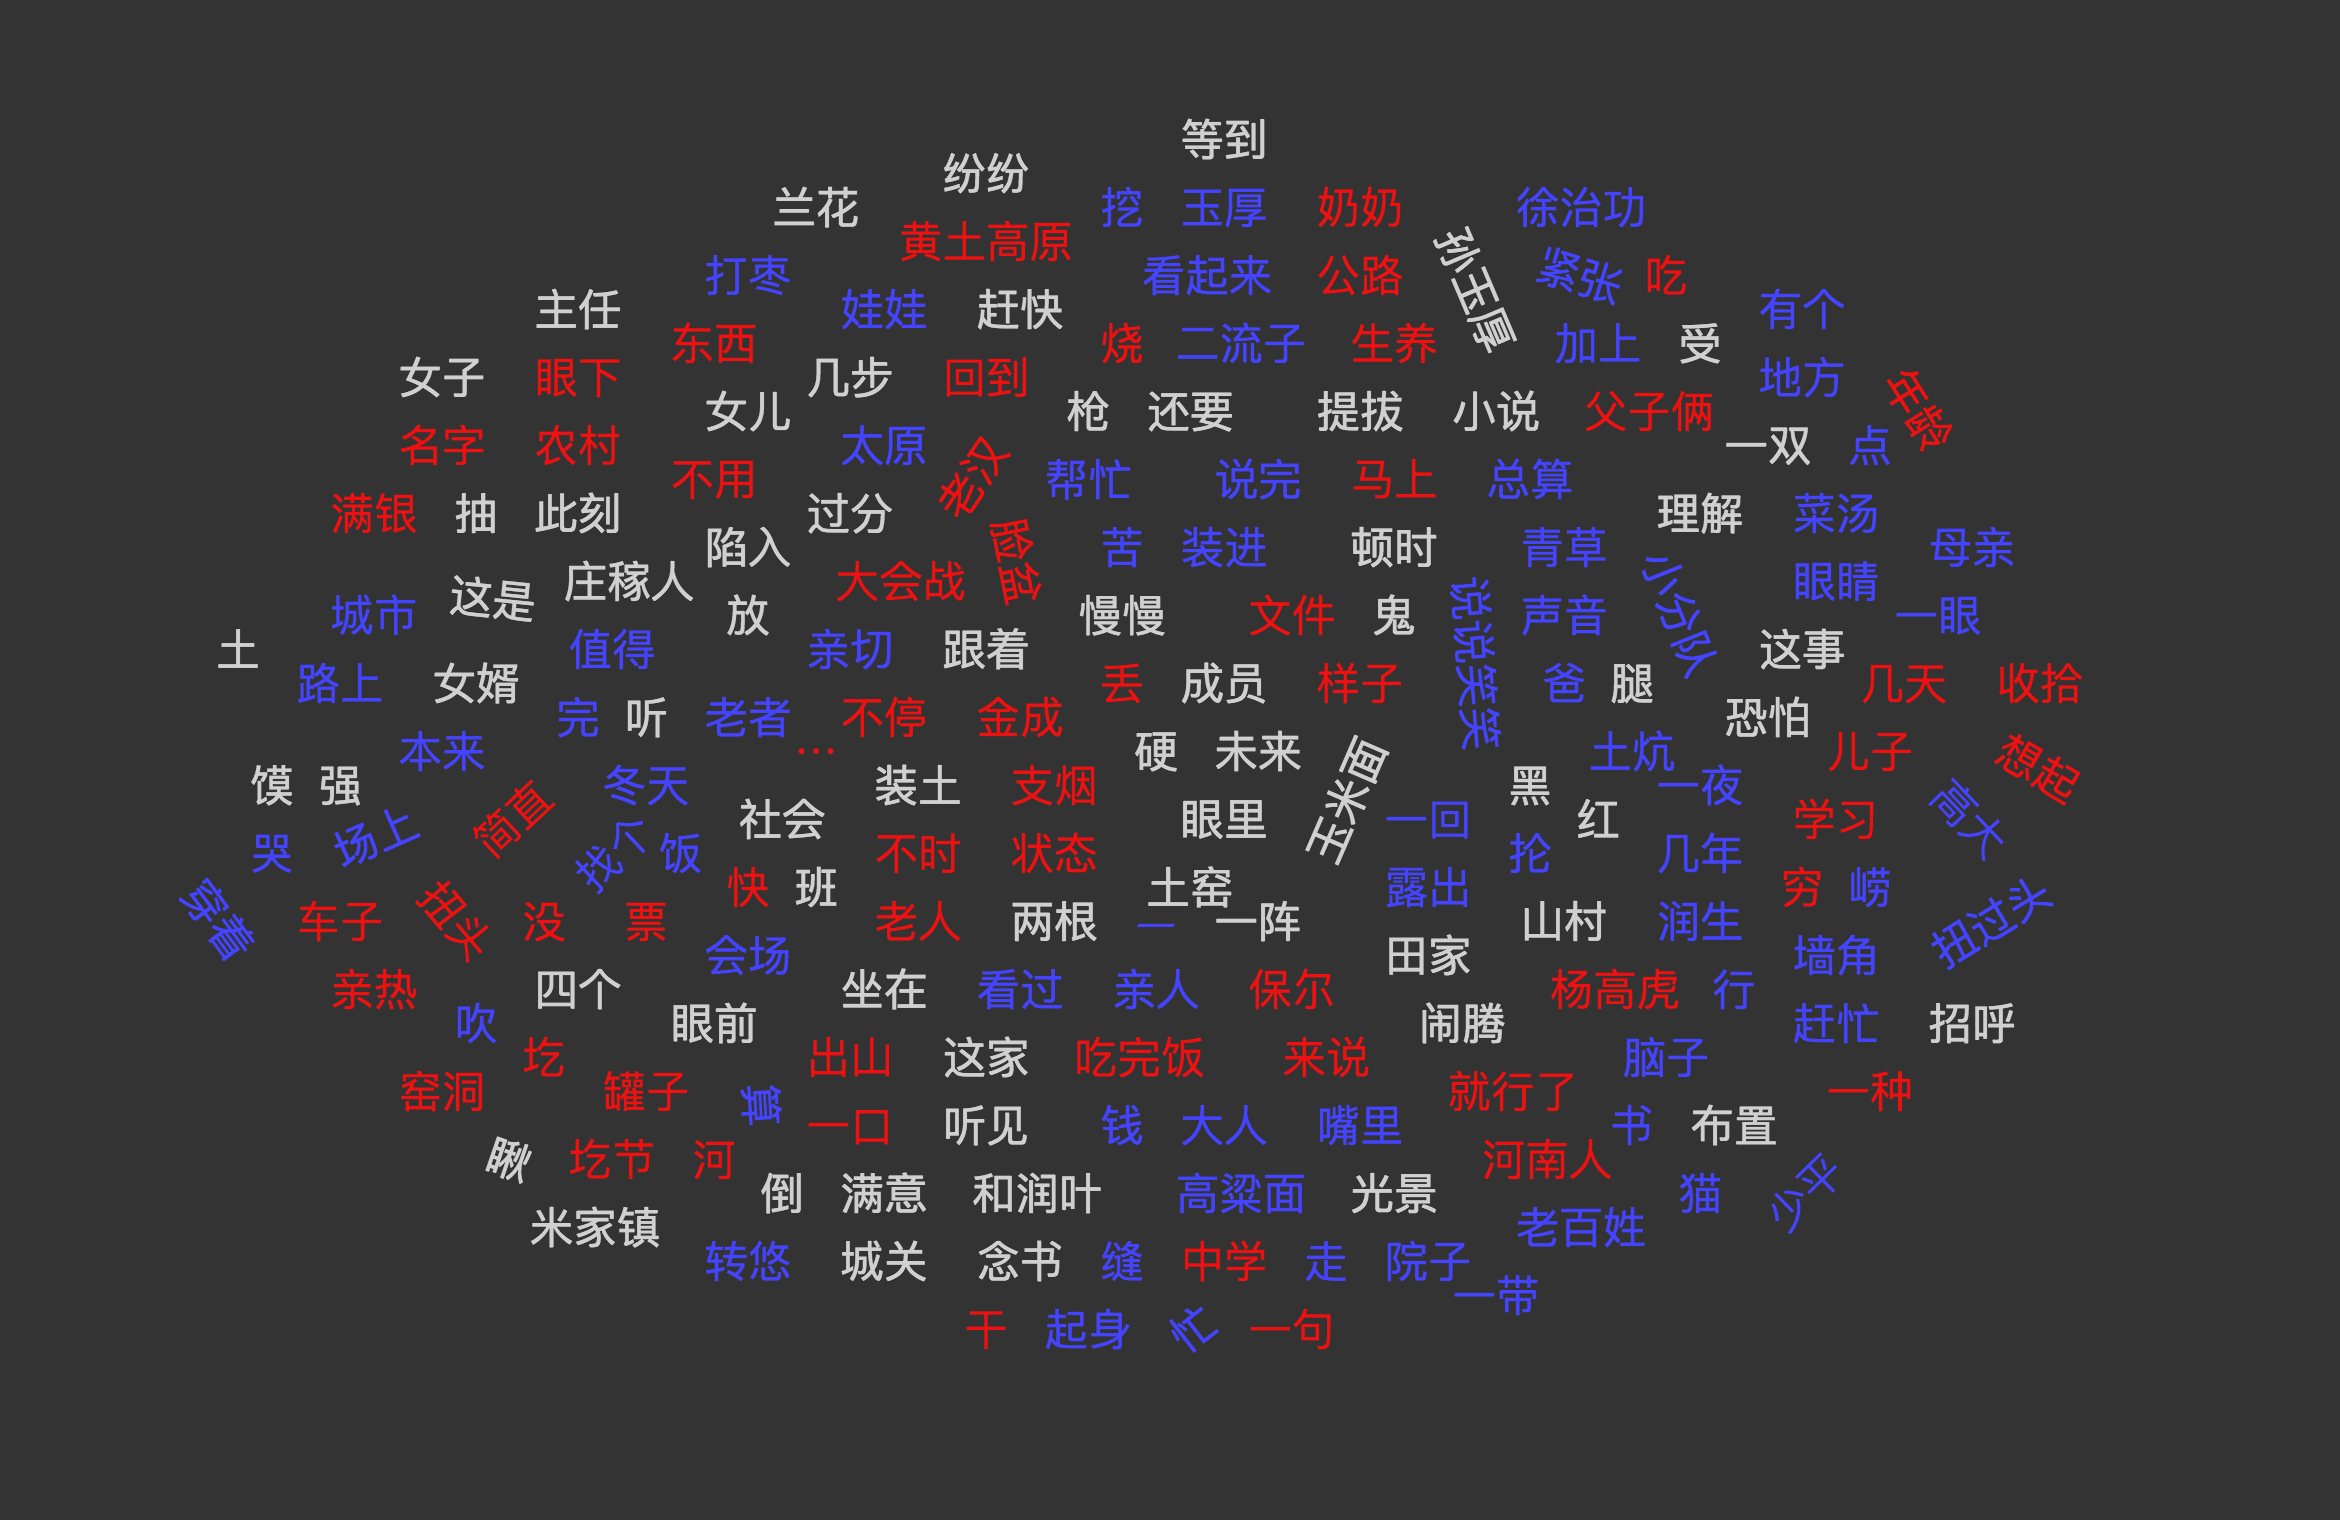 等到
纷纷
兰花 挖 玉厚 奶奶 徐治功
黄土高原 孙玉厚
打枣 看起来 公路 紧张 吃
主任 娃娃 赶快 有个
东西 烧 二流子 生养 加上 受
女子 眼下 几步 回到 地方
女儿 枪 还要 提拔 小说 父子俩 年龄
名字 农村 太原 一双 点
不用 老汉 帮忙 说完 马上 总算
满银 抽 此刻 过分 理解 菜汤
陷入 跟前 苦 装进 顿时 青草 母亲
这是 庄稼人 大会战 眼睛
城市 放 慢慢 文件 鬼 说说笑笑 声音 小分队 一眼
土 值得 亲切 跟着 这事
路上 女婿 丢 成员 样子 爸 腿 几天 收拾
完 听 老者 不停 金成 恐怕
本来 … 硬 未来 土炕 儿子 想起
馍 强 冬天 装土 支烟 玉米面 黑 一夜
场上 简直 社会 眼里 一回 红 学习 高大
哭 找个 饭 不时 状态 抡 几年
快 班 土窑 露出 穷 崂
穿着 车子 扭头 没 票 老人 两根 一 一阵 山村 润生 扭过头
会场 田家 墙角
亲热 四个 坐在 看过 亲人 保尔 杨高虎 行
吹 眼前 闹腾 赶忙 招呼
圪 出山 这家 吃完饭 来说 脑子
窑洞 罐子 算 就行了 一种
一口 听见 钱 大人 嘴里 书 布置
瞅 圪节 河 河南人
倒 满意 和润叶 高粱面 光景 猫 少平
米家镇 老百姓
转悠 城关 念书 缝 中学 走 院子
一带
干 起身 忙 一句